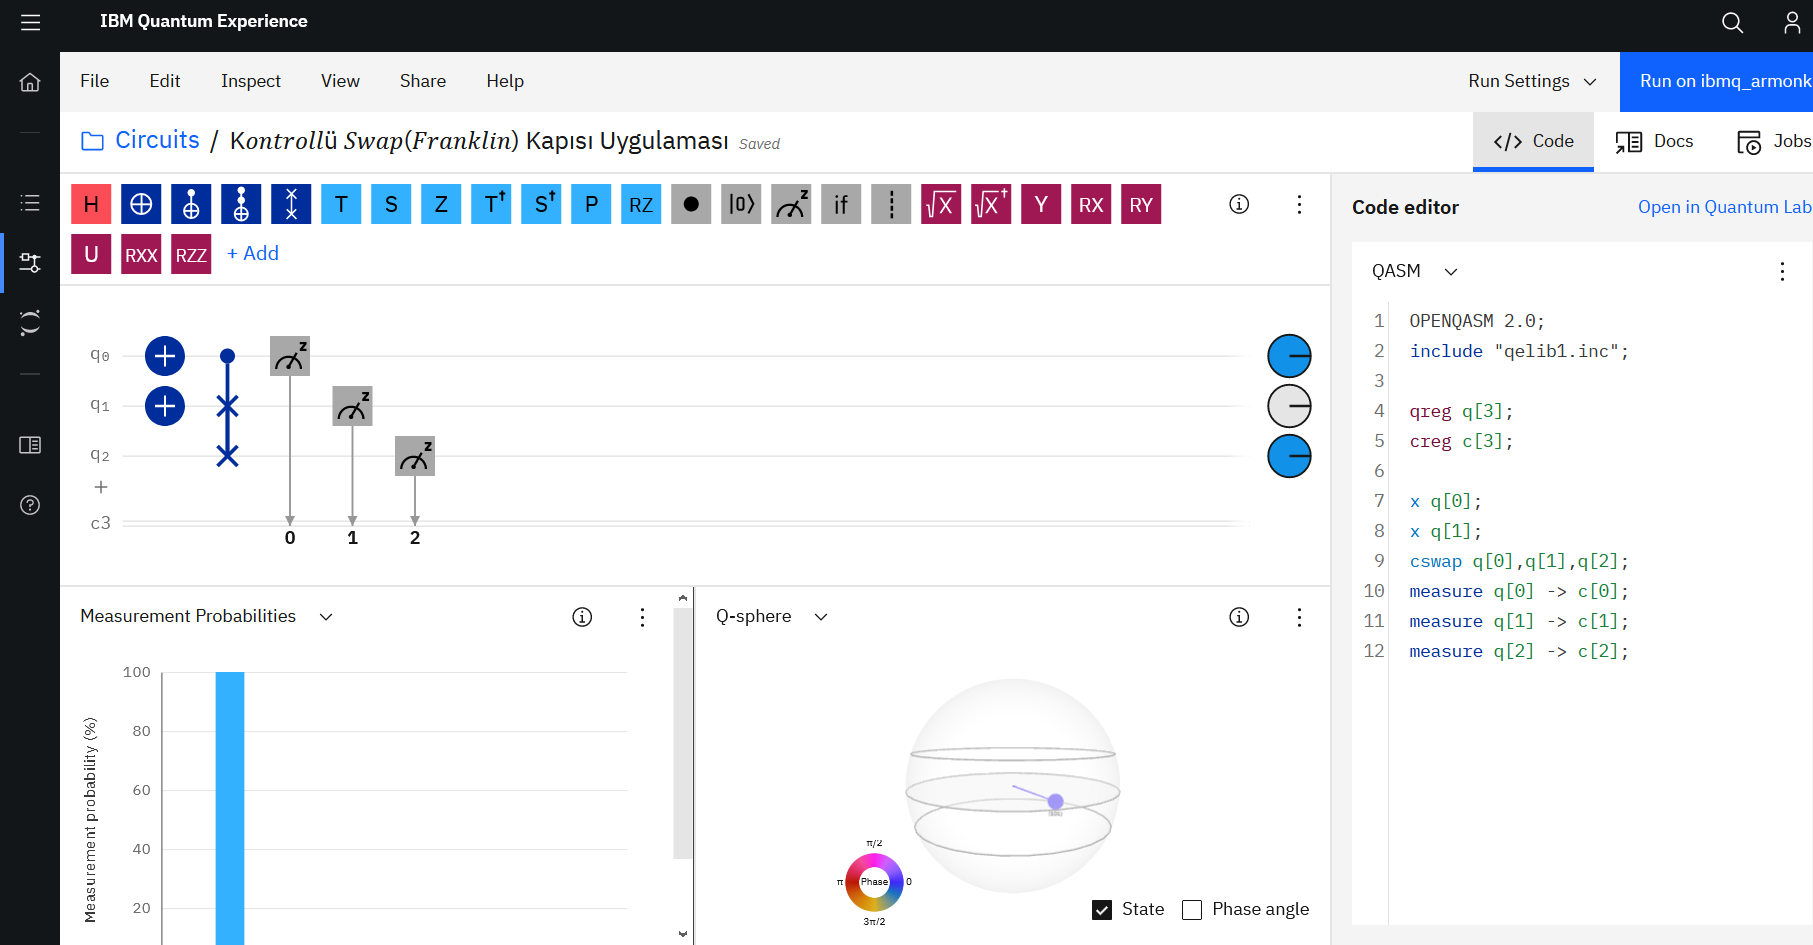 IBM Quantum Experience
File Edit Inspect View Share Help Run Settings Run on ibmq_armonk
Circuits / Kontrollü Swap(Franklin) Kapısı Uygulaması Saved
</> Code Docs Jobs
H T S Z T† S† P RZ |0⟩ z if √X √X† Y RX RY
U RXX RZZ + Add
Code editor Open in Quantum Lab
QASM
q0 z
q1 z
q2 z
+
c3
0 1 2
1 OPENQASM 2.0;
2 include "qelib1.inc";
3
4 qreg q[3];
5 creg c[3];
6
7 x q[0];
8 x q[1];
9 cswap q[0],q[1],q[2];
10 measure q[0] -> c[0];
11 measure q[1] -> c[1];
12 measure q[2] -> c[2];
Measurement Probabilities
Measurement probability (%)
100
80
60
40
20
Q-sphere
π/2
π Phase 0
3π/2
State Phase angle